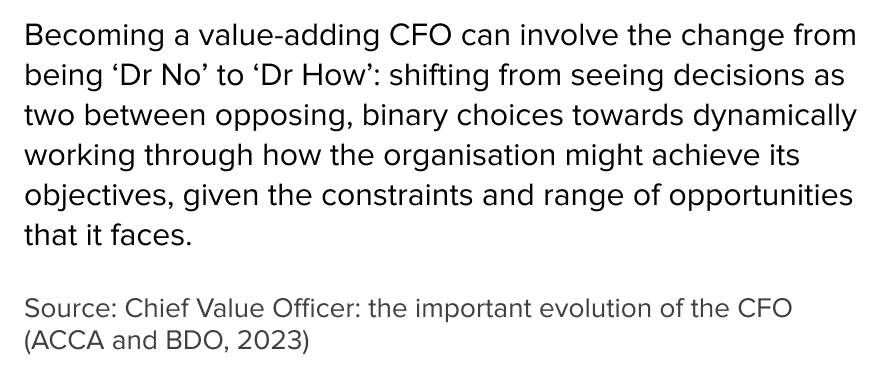 Becoming a value-adding CFO can involve the change from
being ‘Dr No’ to ‘Dr How’: shifting from seeing decisions as
two between opposing, binary choices towards dynamically
working through how the organisation might achieve its
objectives, given the constraints and range of opportunities
that it faces.
Source: Chief Value Officer: the important evolution of the CFO
(ACCA and BDO, 2023)